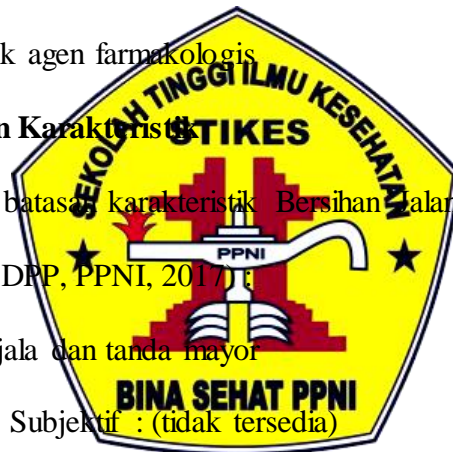 k agen farmakologis
SEKOLAH TINGGI ILMU KESEHATAN
n Karakteristik
STIKES
batasan karakteristik Bersihan Jalan
PPNI
DPP, PPNI, 2017) :
jala dan tanda mayor
BINA SEHAT PPNI
Subjektif : (tidak tersedia)